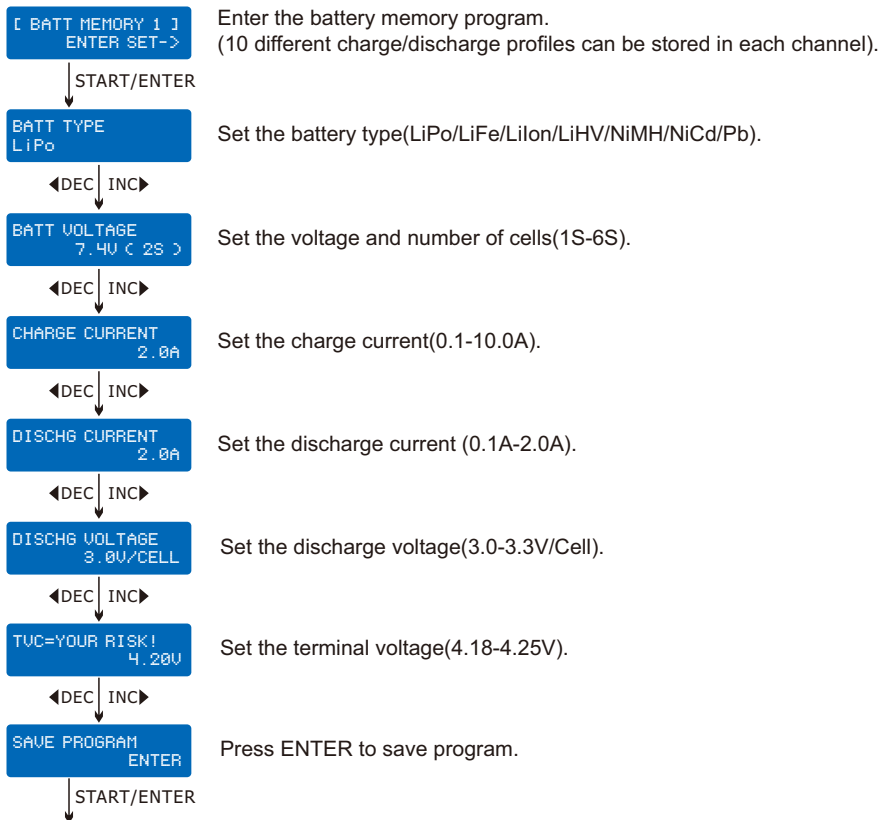 [ BATT MEMORY 1 ]
ENTER SET->
Enter the battery memory program.
(10 different charge/discharge profiles can be stored in each channel).
START/ENTER
BATT TYPE
LiPo
Set the battery type(LiPo/LiFe/LiIon/LiHV/NiMH/NiCd/Pb).
◀DEC INC▶
BATT VOLTAGE
7.4V ( 2S )
Set the voltage and number of cells(1S-6S).
◀DEC INC▶
CHARGE CURRENT
2.0A
Set the charge current(0.1-10.0A).
◀DEC INC▶
DISCHG CURRENT
2.0A
Set the discharge current (0.1A-2.0A).
◀DEC INC▶
DISCHG VOLTAGE
3.0V/CELL
Set the discharge voltage(3.0-3.3V/Cell).
◀DEC INC▶
TVC=YOUR RISK!
4.20V
Set the terminal voltage(4.18-4.25V).
◀DEC INC▶
SAVE PROGRAM
ENTER
Press ENTER to save program.
START/ENTER